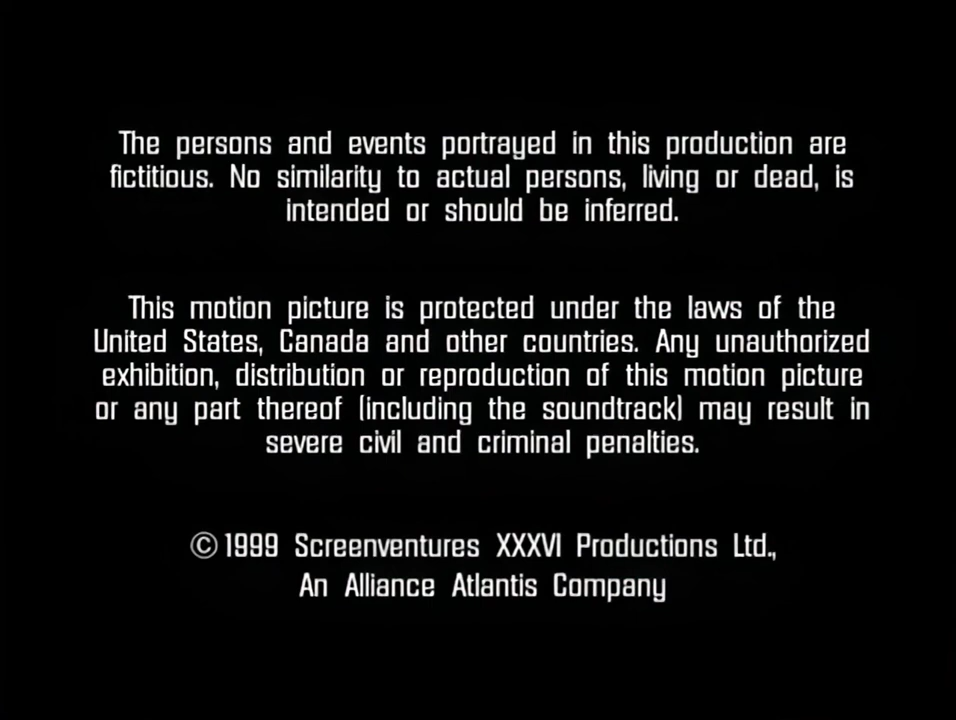 The persons and events portrayed in this production are
fictitious. No similarity to actual persons, living or dead, is
intended or should be inferred.
This motion picture is protected under the laws of the
United States, Canada and other countries. Any unauthorized
exhibition, distribution or reproduction of this motion picture
or any part thereof (including the soundtrack) may result in
severe civil and criminal penalties.
© 1999 Screenventures XXXVI Productions Ltd.,
An Alliance Atlantis Company